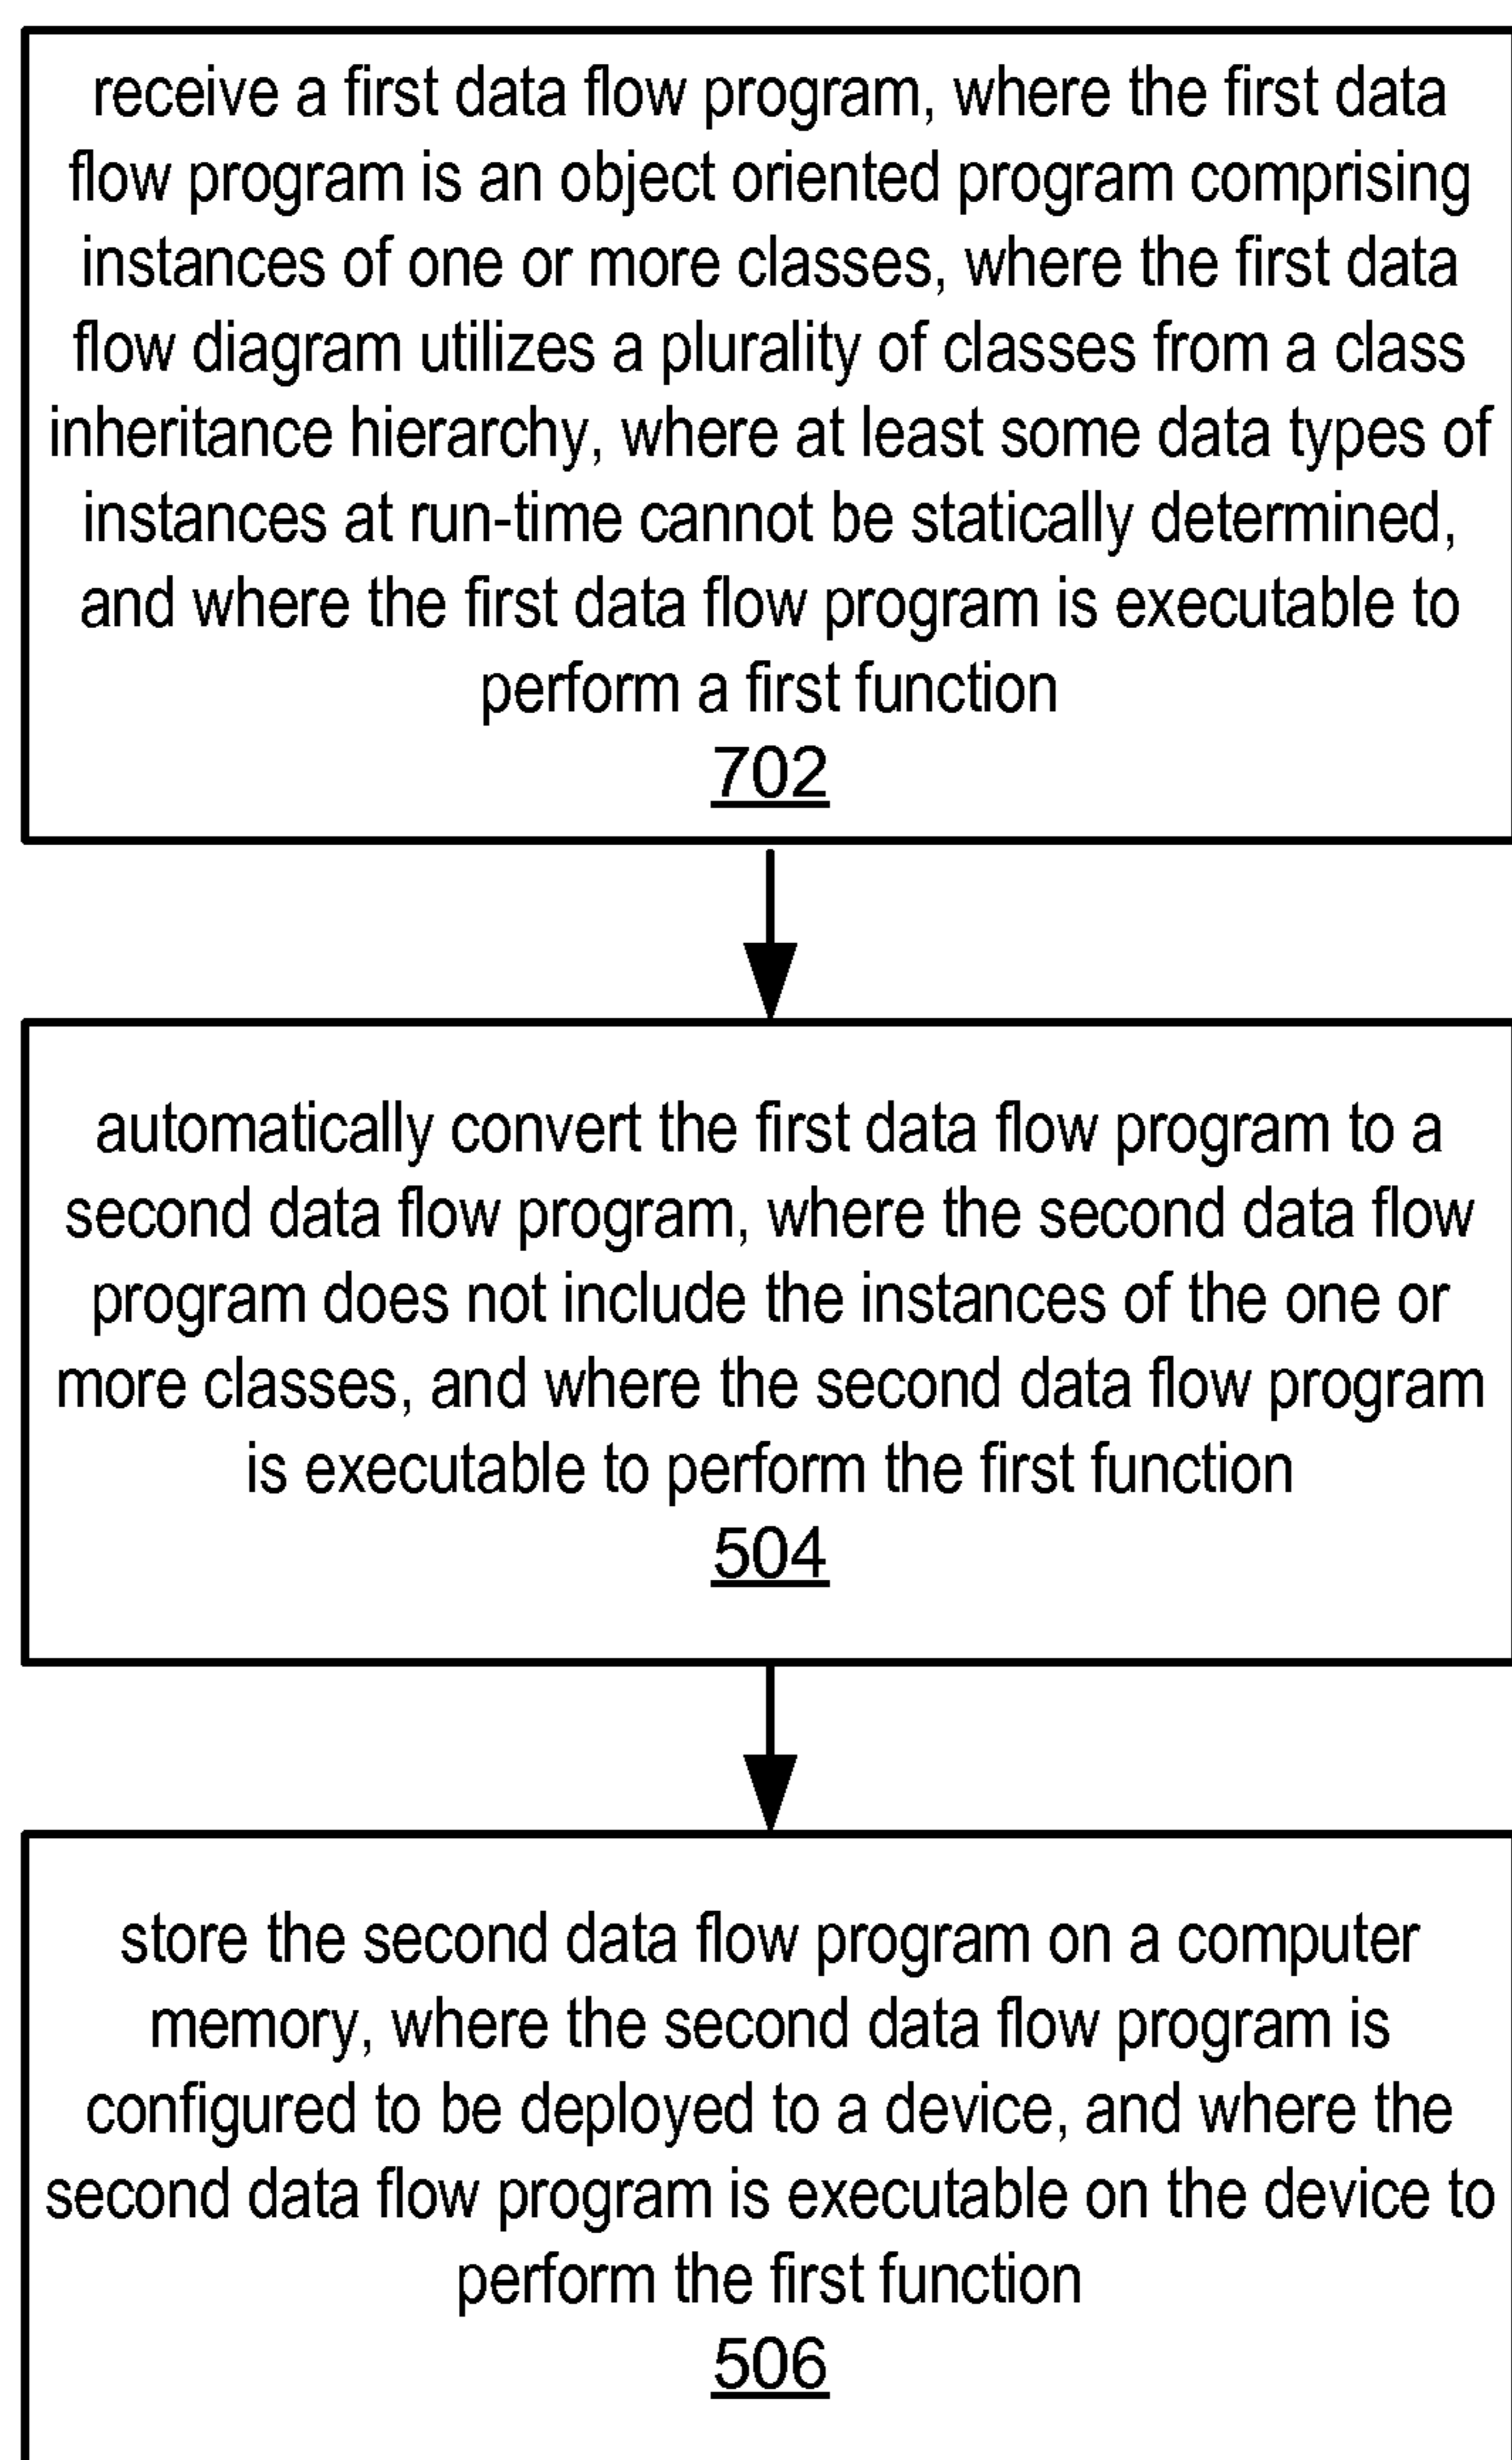 receive a first data flow program, where the first data
flow program is an object oriented program comprising
instances of one or more classes, where the first data
flow diagram utilizes a plurality of classes from a class
inheritance hierarchy, where at least some data types of
instances at run-time cannot be statically determined,
and where the first data flow program is executable to
perform a first function
702
automatically convert the first data flow program to a
second data flow program, where the second data flow
program does not include the instances of the one or
more classes, and where the second data flow program
is executable to perform the first function
504
store the second data flow program on a computer
memory, where the second data flow program is
configured to be deployed to a device, and where the
second data flow program is executable on the device to
perform the first function
506